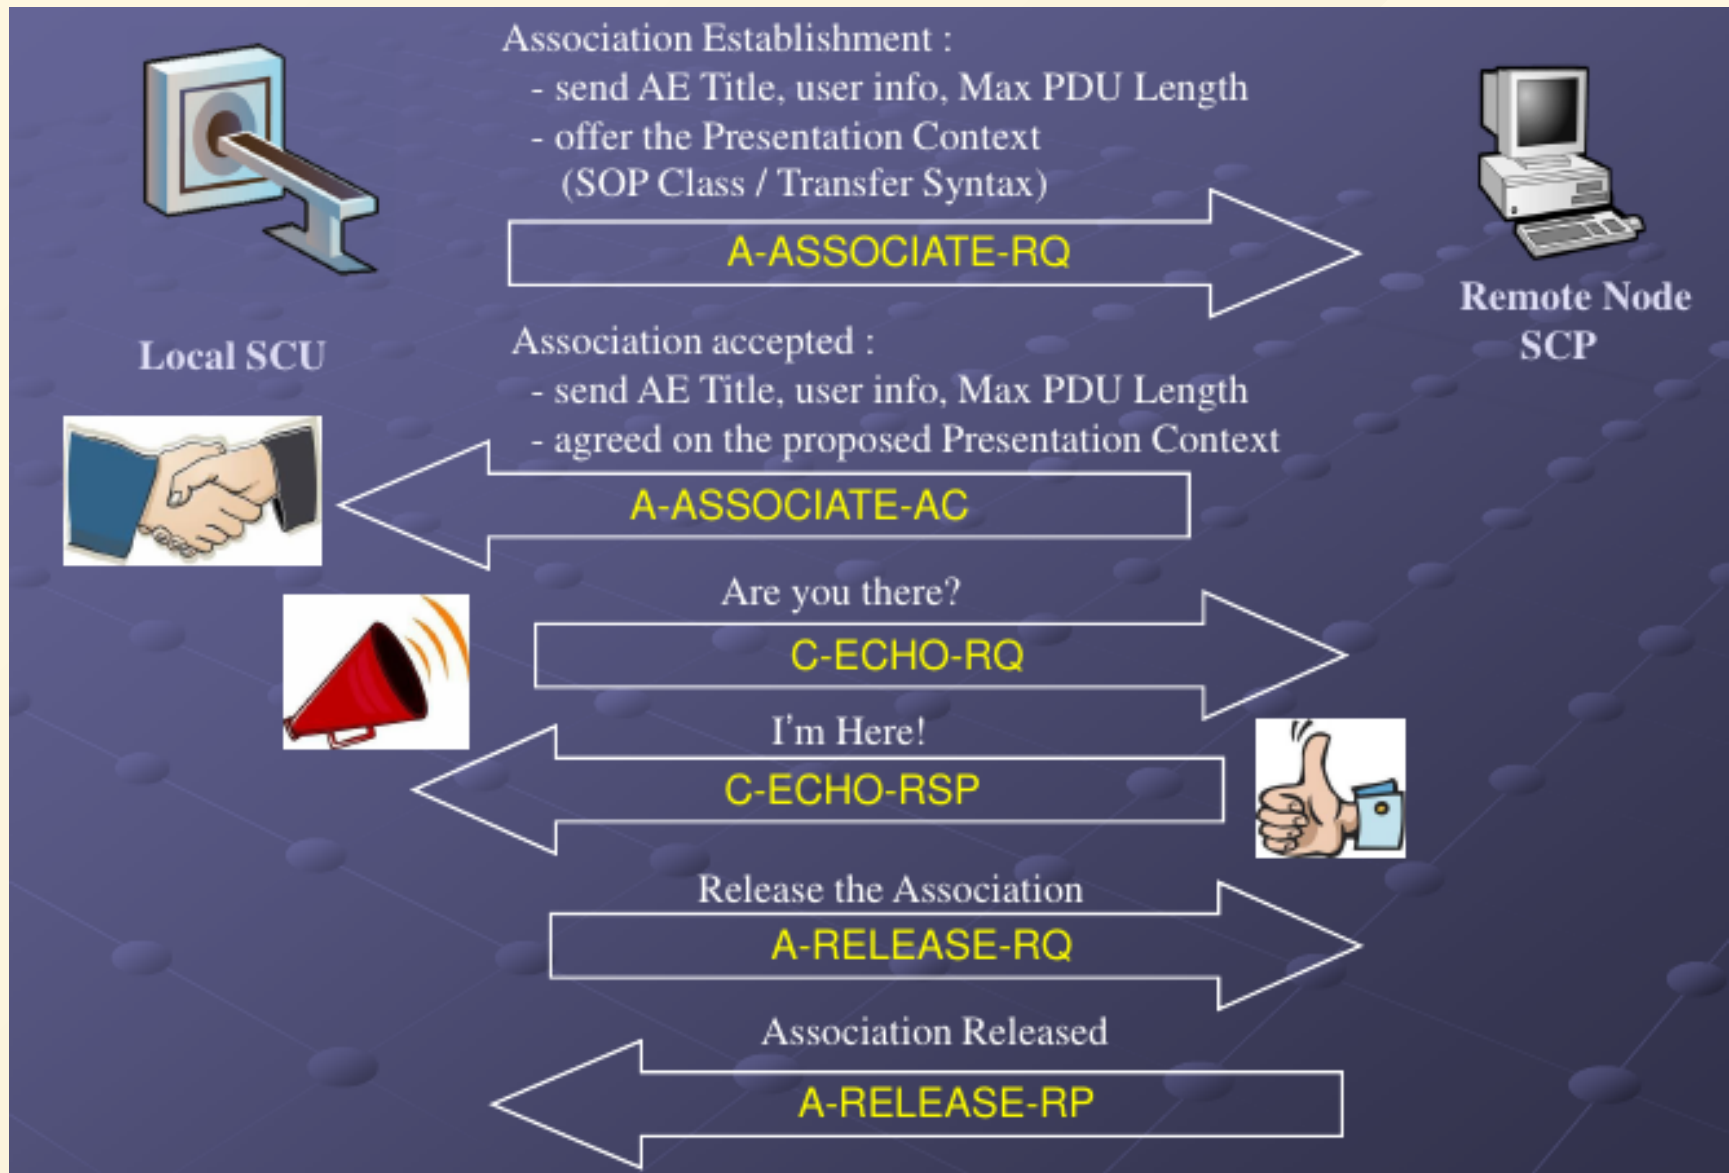 Association Establishment :
- send AE Title, user info, Max PDU Length
- offer the Presentation Context
(SOP Class / Transfer Syntax)
A-ASSOCIATE-RQ
Remote Node
SCP
Local SCU
Association accepted :
- send AE Title, user info, Max PDU Length
- agreed on the proposed Presentation Context
A-ASSOCIATE-AC
Are you there?
C-ECHO-RQ
I'm Here!
C-ECHO-RSP
Release the Association
A-RELEASE-RQ
Association Released
A-RELEASE-RP